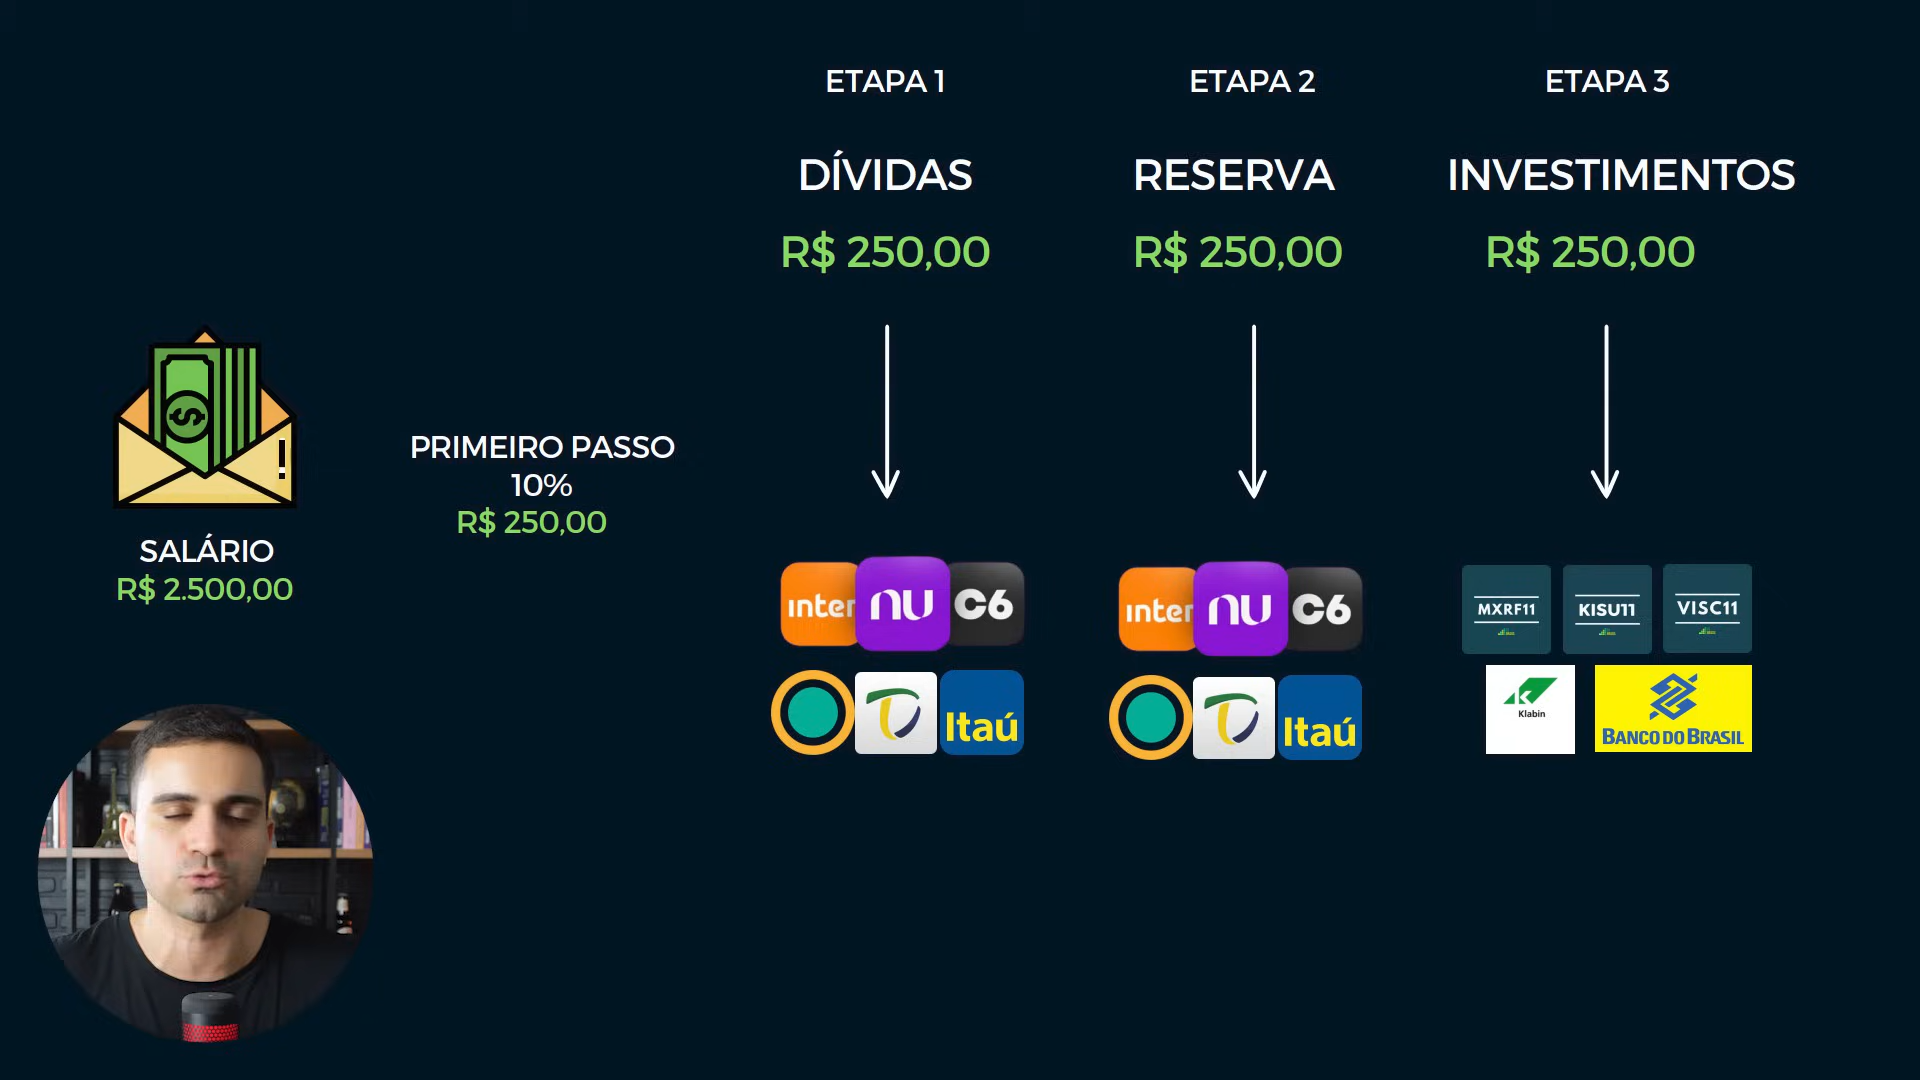 ETAPA 1
ETAPA 2
ETAPA 3
DÍVIDAS
RESERVA
INVESTIMENTOS
R$ 250,00
R$ 250,00
R$ 250,00
PRIMEIRO PASSO
10%
R$ 250,00
SALÁRIO
R$ 2.500,00
inter
nu
C6
Itaú
inter
nu
C6
Itaú
MXRF11
KISU11
VISC11
Klabin
BANCO DO BRASIL